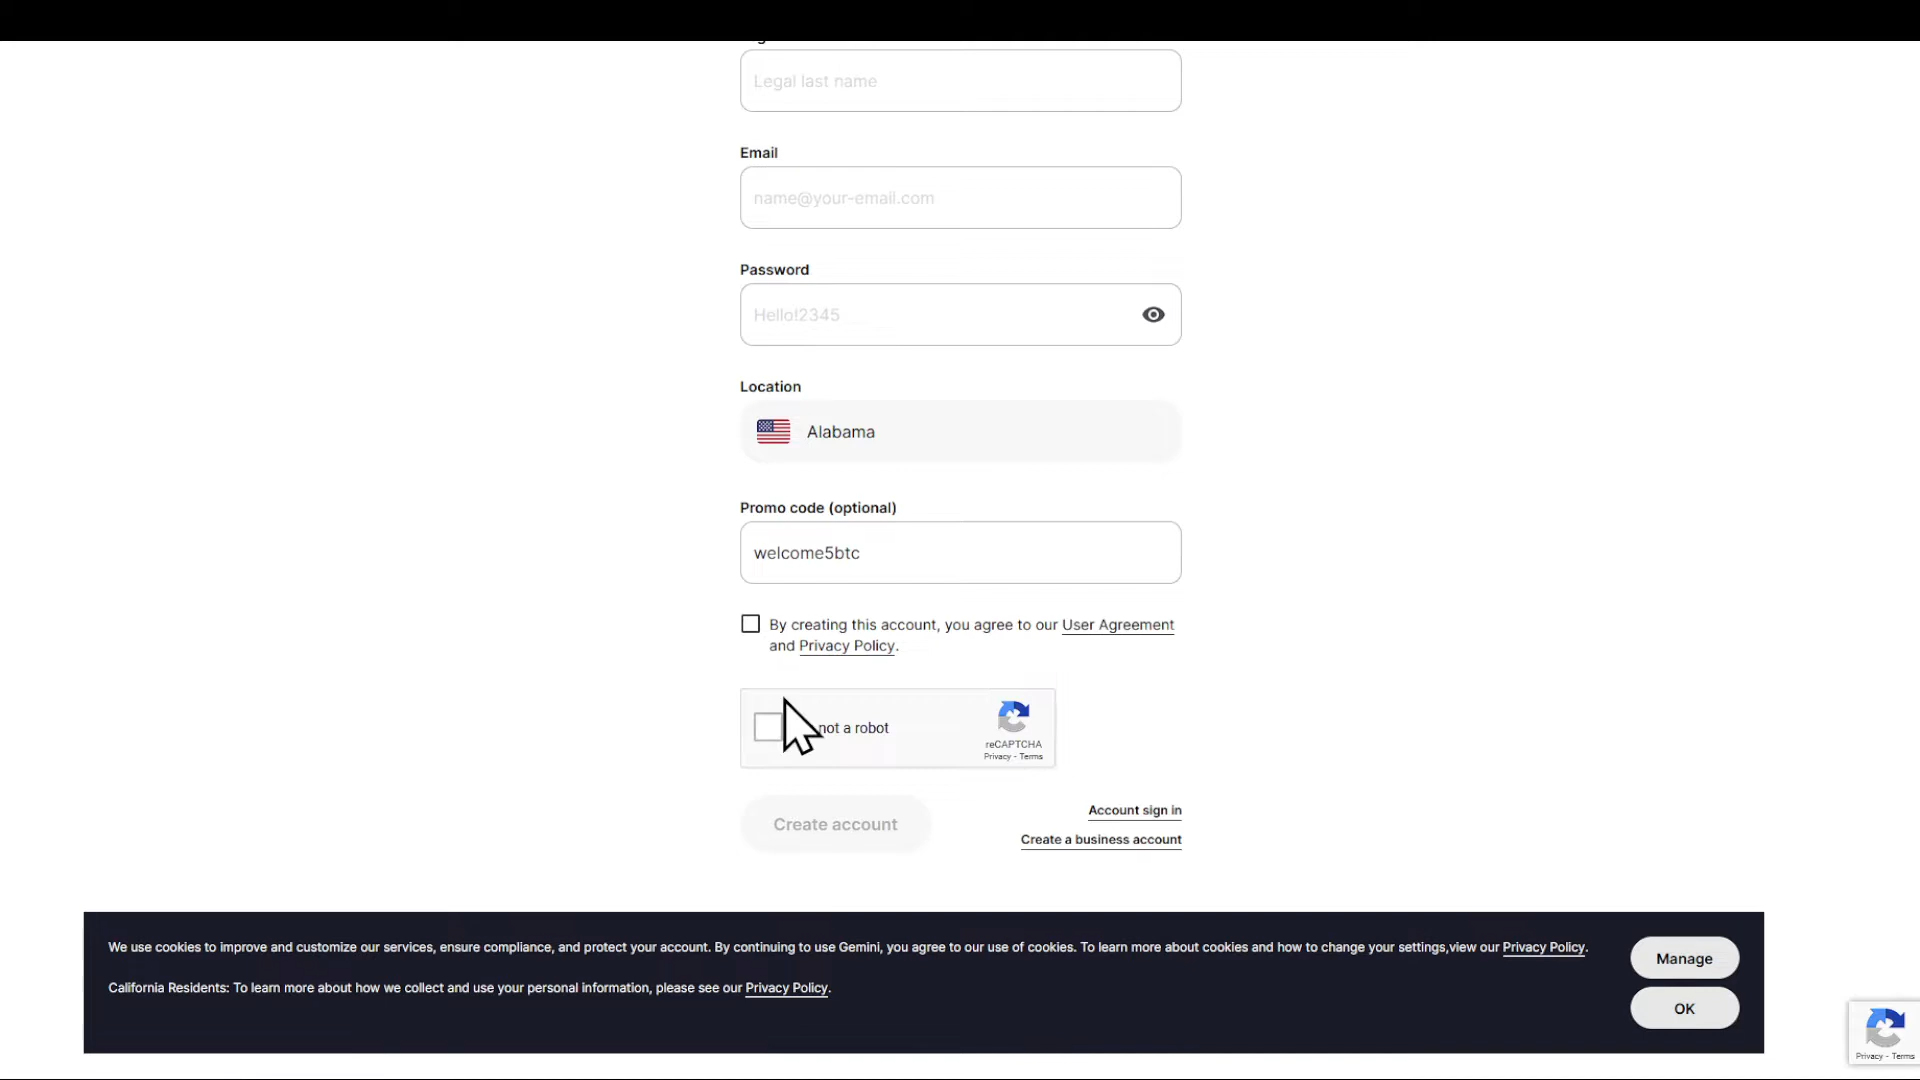 Legal last name
Email
name@your-email.com
Password
Hello!2345
Location
Alabama
Promo code (optional)
welcome5btc
By creating this account, you agree to our User Agreement
and Privacy Policy.
not a robot
reCAPTCHA
Privacy - Terms
Create account
Account sign in
Create a business account
We use cookies to improve and customize our services, ensure compliance, and protect your account. By continuing to use Gemini, you agree to our use of cookies. To learn more about cookies and how to change your settings,view our Privacy Policy.
California Residents: To learn more about how we collect and use your personal information, please see our Privacy Policy.
Manage
OK
Privacy - Terms